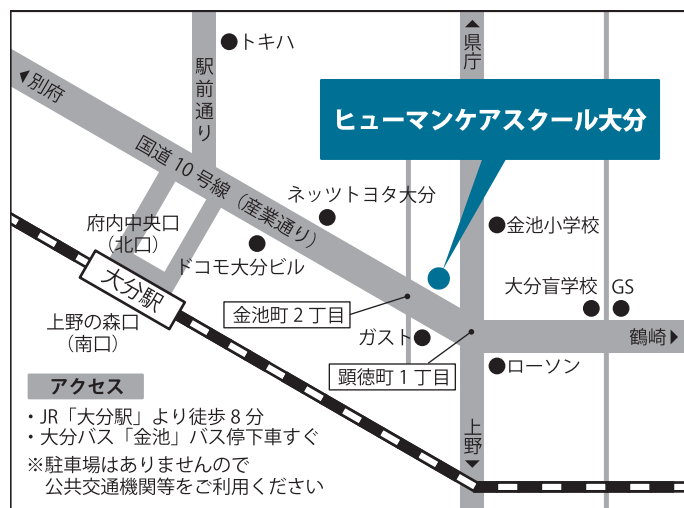 トキハ
▲県庁
駅前通り
◀別府
ヒューマンケアスクール大分
国道10号線（産業通り）
ネッツトヨタ大分
府内中央口
（北口）
金池小学校
ドコモ大分ビル
大分駅
大分盲学校
GS
金池町2丁目
上野の森口
（南口）
ガスト
鶴崎▶
ローソン
顕徳町1丁目
アクセス
・JR「大分駅」より徒歩8分
・大分バス「金池」バス停下車すぐ
※駐車場はありませんので
公共交通機関等をご利用ください
上野▼